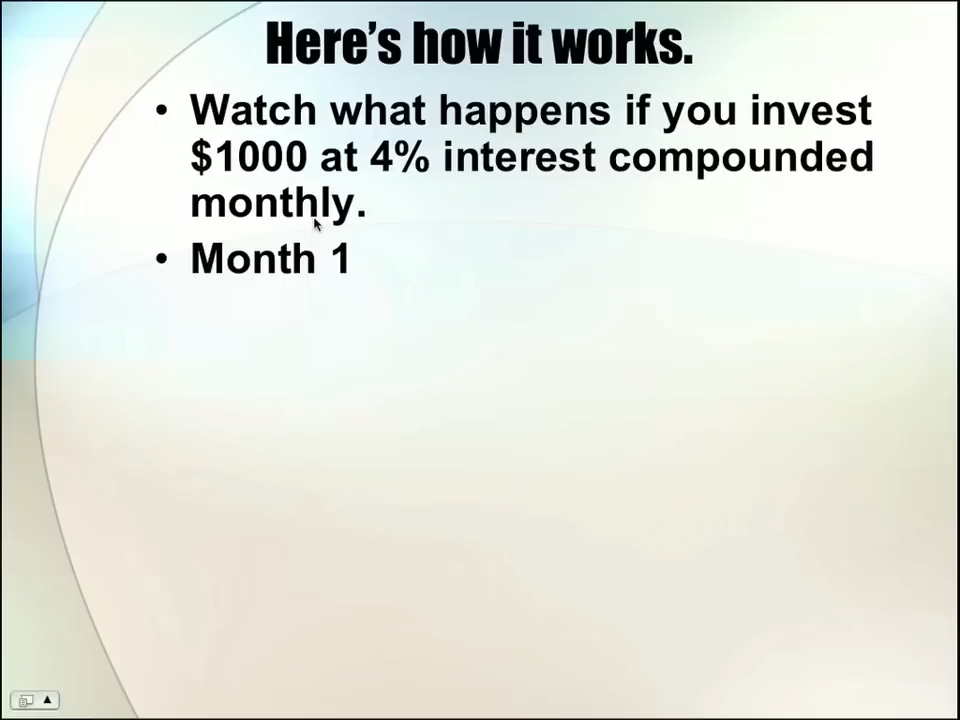 Here’s how it works.
• Watch what happens if you invest
$1000 at 4% interest compounded
monthly.
• Month 1